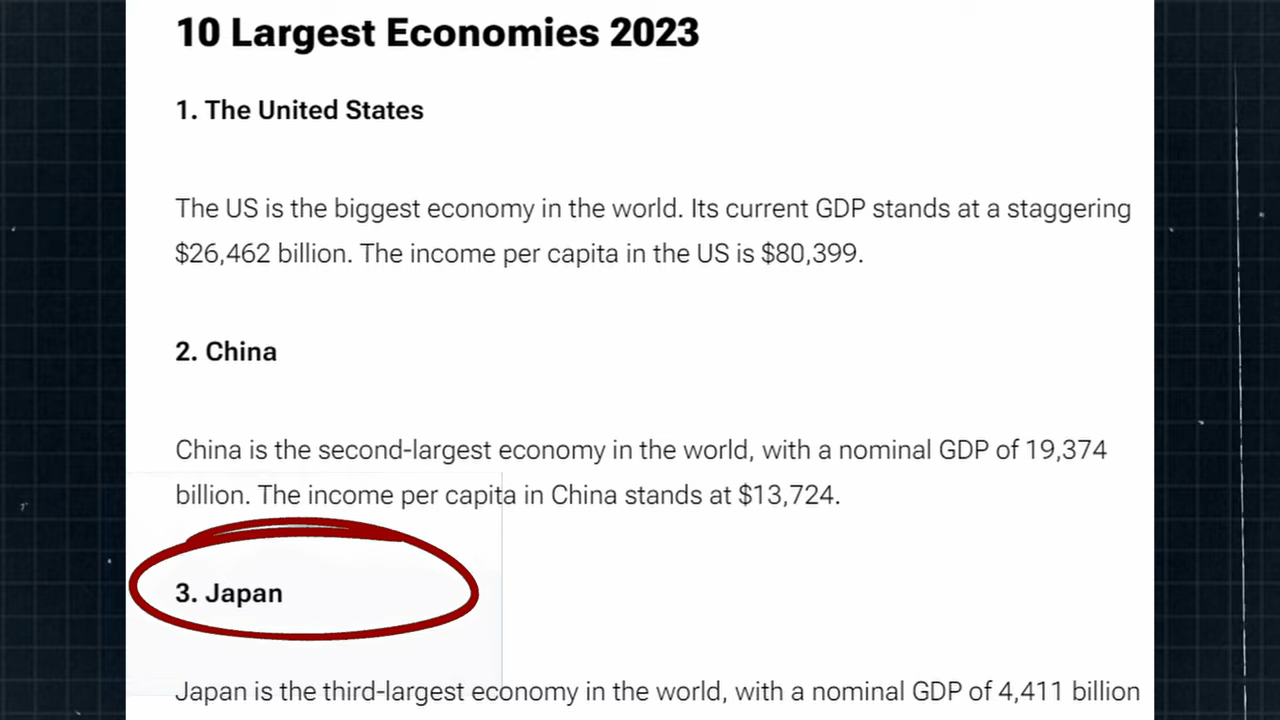 10 Largest Economies 2023
1. The United States
The US is the biggest economy in the world. Its current GDP stands at a staggering
$26,462 billion. The income per capita in the US is $80,399.
2. China
China is the second-largest economy in the world, with a nominal GDP of 19,374
billion. The income per capita in China stands at $13,724.
3. Japan
Japan is the third-largest economy in the world, with a nominal GDP of 4,411 billion